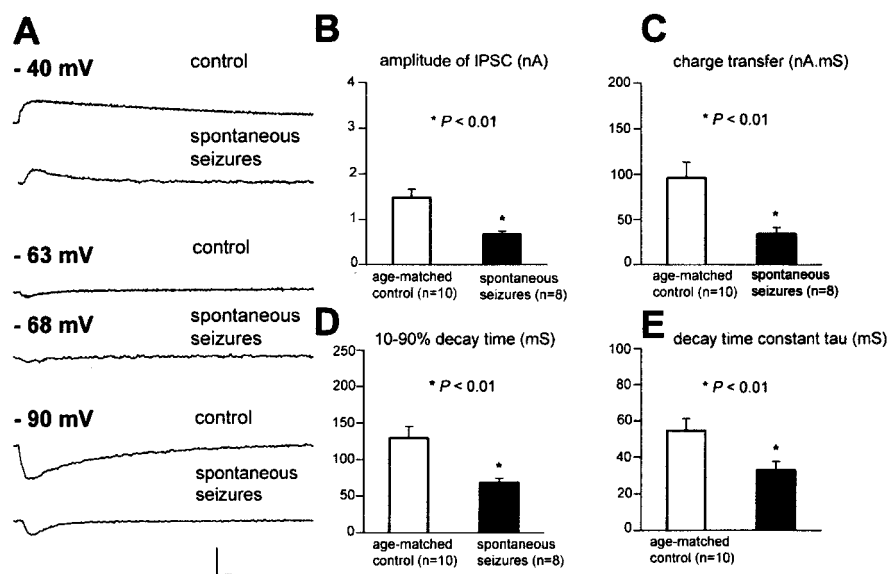 A
- 40 mV
control
spontaneous
seizures
- 63 mV
control
- 68 mV
spontaneous
seizures
- 90 mV
control
spontaneous
seizures
B
amplitude of IPSC (nA)
4
3
2
1
0
* P < 0.01
*
age-matched
control (n=10)
spontaneous
seizures (n=8)
C
charge transfer (nA.mS)
200
150
100
50
0
* P < 0.01
*
age-matched
control (n=10)
spontaneous
seizures (n=8)
D
10-90% decay time (mS)
250
200
150
100
50
0
* P < 0.01
*
age-matched
control (n=10)
spontaneous
seizures (n=8)
E
decay time constant tau (mS)
100
80
60
40
20
0
* P < 0.01
*
age-matched
control (n=10)